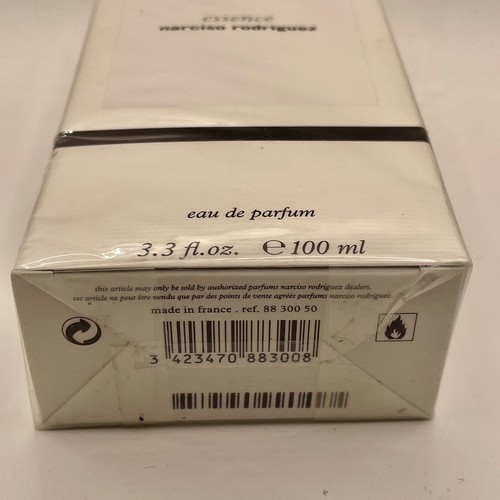 essence
narciso rodriguez
eau de parfum
3.3 fl.oz. ℮ 100 ml
this article may only be sold by authorized parfums narciso rodriguez dealers.
cet article ne peut être vendu que par des points de vente agréés parfums narciso rodriguez.
made in france . ref. 88 300 50
3 423470 883008